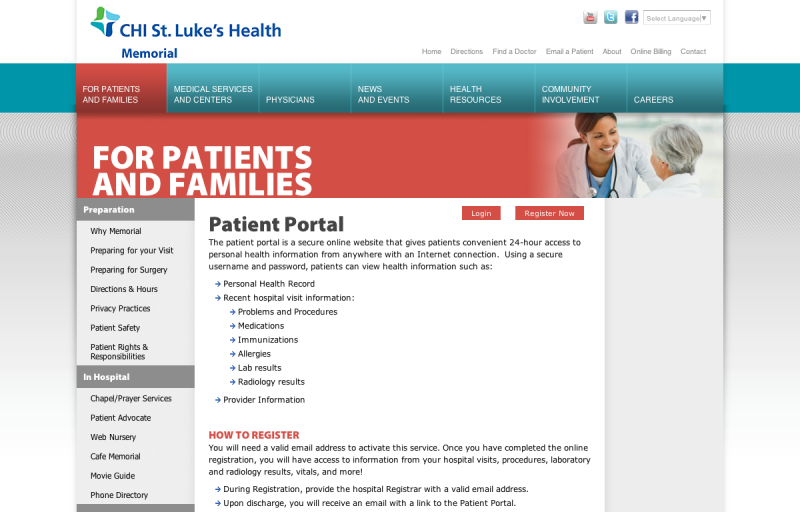 CHI St. Luke's Health
Memorial
You Tube
Select Language ▼
Home Directions Find a Doctor Email a Patient About Online Billing Contact
FOR PATIENTS
AND FAMILIES
MEDICAL SERVICES
AND CENTERS
PHYSICIANS
NEWS
AND EVENTS
HEALTH
RESOURCES
COMMUNITY
INVOLVEMENT
CAREERS
FOR PATIENTS
AND FAMILIES
Preparation
Why Memorial
Preparing for your Visit
Preparing for Surgery
Directions & Hours
Privacy Practices
Patient Safety
Patient Rights &
Responsibilities
In Hospital
Chapel/Prayer Services
Patient Advocate
Web Nursery
Cafe Memorial
Movie Guide
Phone Directory
Login
Register Now
Patient Portal
The patient portal is a secure online website that gives patients convenient 24-hour access to
personal health information from anywhere with an Internet connection. Using a secure
username and password, patients can view health information such as:
Personal Health Record
Recent hospital visit information:
Problems and Procedures
Medications
Immunizations
Allergies
Lab results
Radiology results
Provider Information
HOW TO REGISTER
You will need a valid email address to activate this service. Once you have completed the online
registration, you will have access to information from your hospital visits, procedures, laboratory
and radiology results, vitals, and more!
During Registration, provide the hospital Registrar with a valid email address.
Upon discharge, you will receive an email with a link to the Patient Portal.